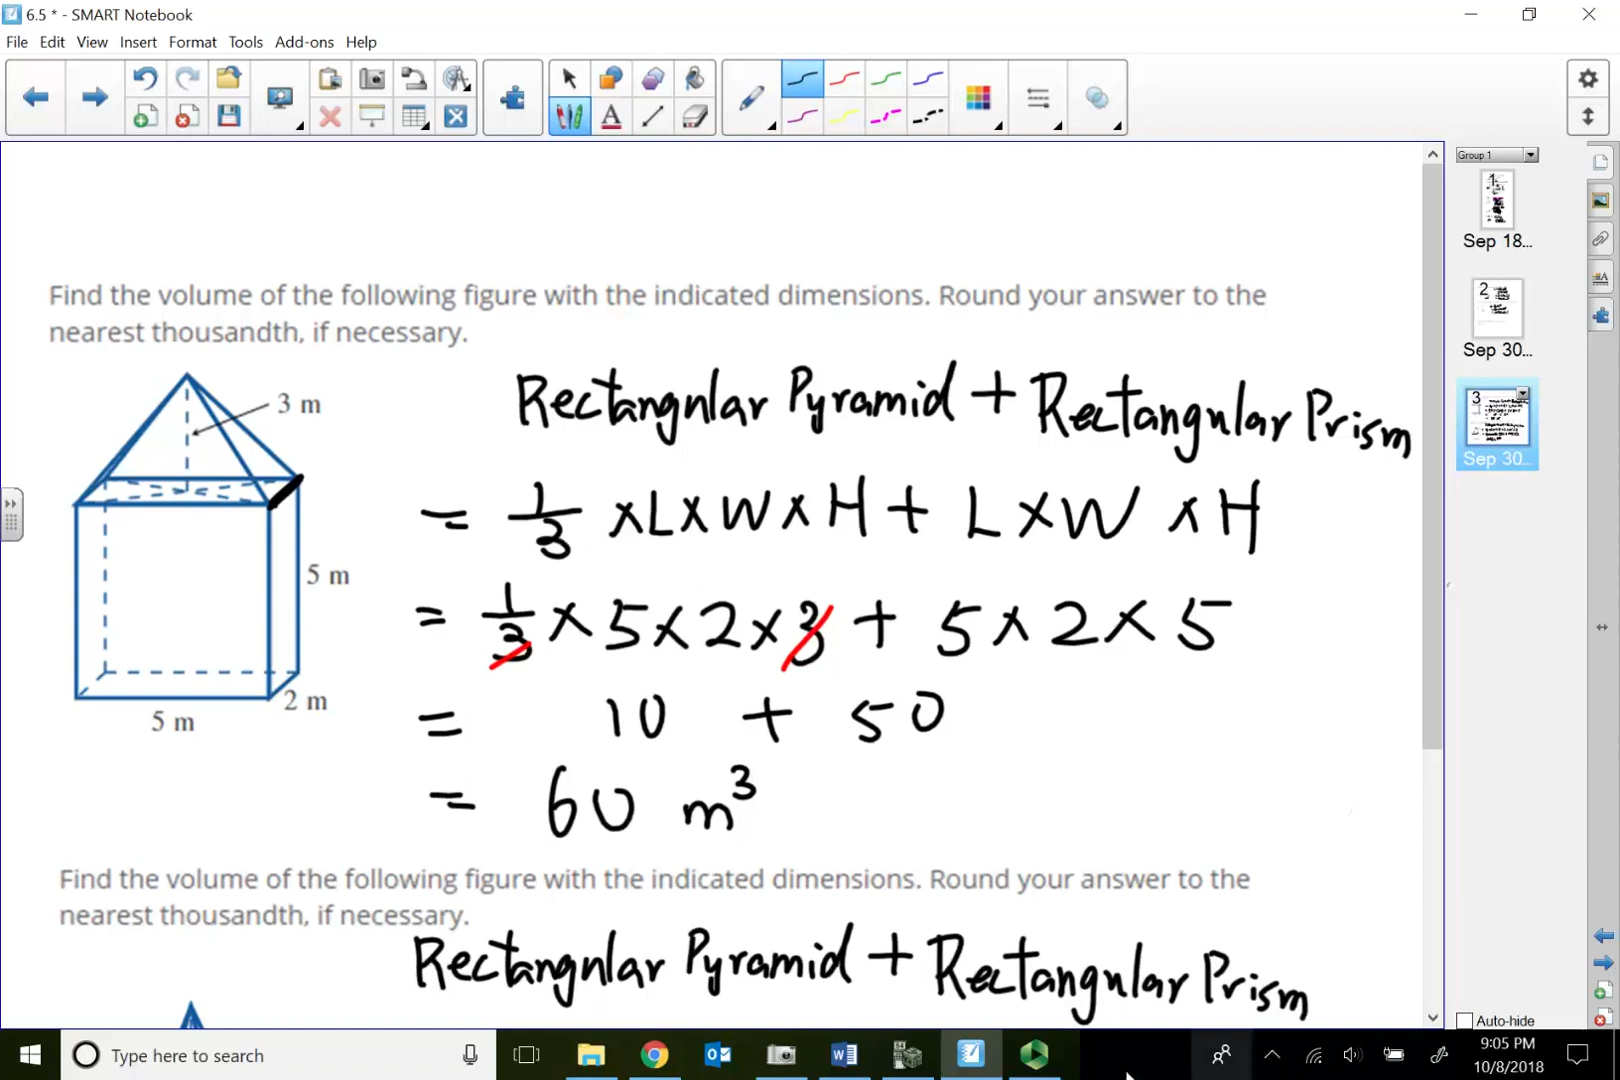 6.5 * - SMART Notebook
File Edit View Insert Format Tools Add-ons Help
Group 1
Sep 18...
2
Sep 30...
3
Sep 30...
Find the volume of the following figure with the indicated dimensions. Round your answer to the
nearest thousandth, if necessary.
3 m
5 m
2 m
5 m
Rectangular Pyramid + Rectangular Prism
= 1/3 × L × W × H + L × W × H
= 1/3 × 5 × 2 × 3 + 5 × 2 × 5
= 10 + 50
= 60 m³
Find the volume of the following figure with the indicated dimensions. Round your answer to the
nearest thousandth, if necessary.
Rectangular Pyramid + Rectangular Prism
Auto-hide
Type here to search
9:05 PM
10/8/2018